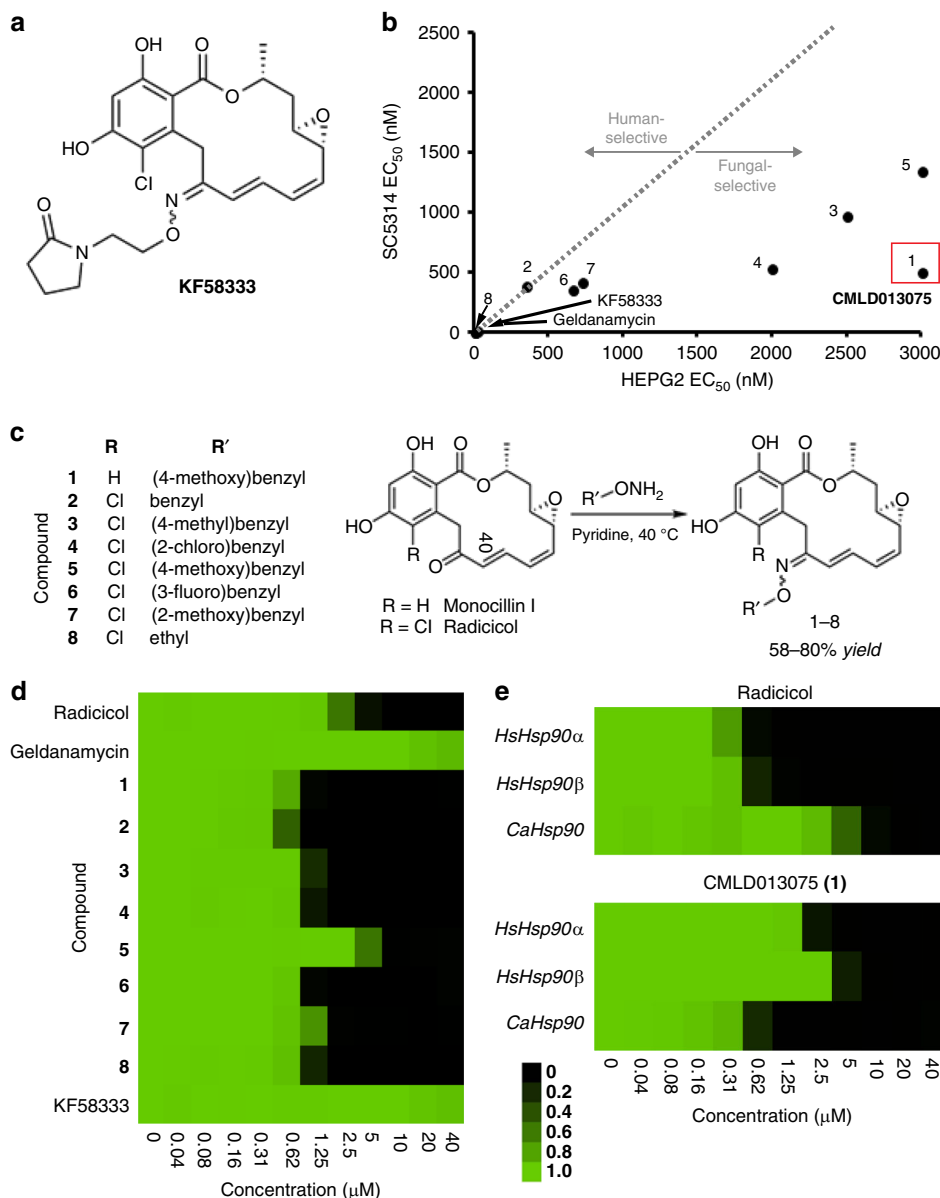 a
OH
O
O
O
HO
Cl
N
O
O
N
KF58333
b
2500
2000
1500
1000
500
0
SC5314 EC50 (nM)
Human-
selective
Fungal-
selective
5
3
1
4
2
6
7
8
KF58333
Geldanamycin
CMLD013075
500
1000
1500
2000
2500
3000
HEPG2 EC50 (nM)
c
R R′
Compound
1 H (4-methoxy)benzyl
2 Cl benzyl
3 Cl (4-methyl)benzyl
4 Cl (2-chloro)benzyl
5 Cl (4-methoxy)benzyl
6 Cl (3-fluoro)benzyl
7 Cl (2-methoxy)benzyl
8 Cl ethyl
OH
O
O
O
HO
R
O
40
R = H Monocillin I
R = Cl Radicicol
R′–ONH2
Pyridine, 40 °C
OH
O
O
O
HO
R
N
O
R′
1–8
58–80% yield
d
Radicicol
Geldanamycin
1
2
3
4
5
6
7
8
KF58333
Compound
0 0.04 0.08 0.16 0.31 0.62 1.25 2.5 5 10 20 40
Concentration (μM)
0
0.2
0.4
0.6
0.8
1.0
e
Radicicol
HsHsp90α
HsHsp90β
CaHsp90
CMLD013075 (1)
HsHsp90α
HsHsp90β
CaHsp90
0 0.04 0.08 0.16 0.31 0.62 1.25 2.5 5 10 20 40
Concentration (μM)